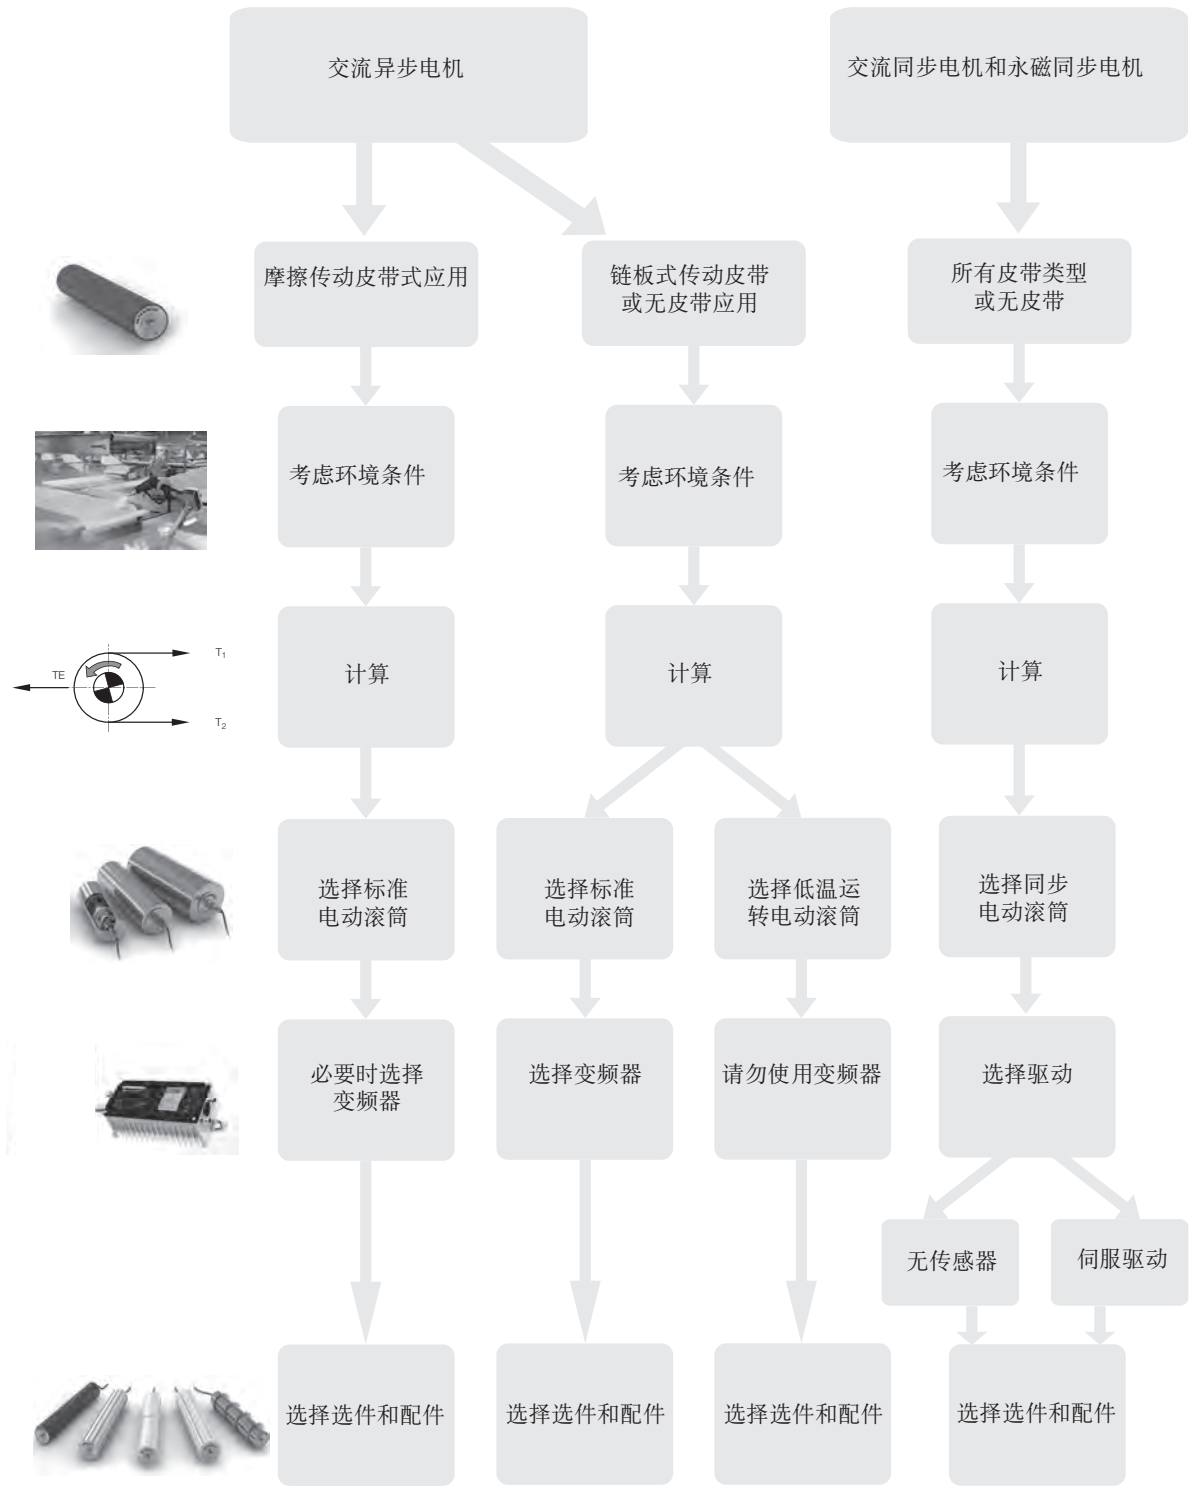 交流异步电机
交流同步电机和永磁同步电机
摩擦传动皮带式应用
链板式传动皮带
或无皮带应用
所有皮带类型
或无皮带
考虑环境条件
考虑环境条件
考虑环境条件
TE
T1
T2
计算
计算
计算
选择标准
电动滚筒
选择标准
电动滚筒
选择低温运
转电动滚筒
选择同步
电动滚筒
必要时选择
变频器
选择变频器
请勿使用变频器
选择驱动
无传感器
伺服驱动
选择选件和配件
选择选件和配件
选择选件和配件
选择选件和配件